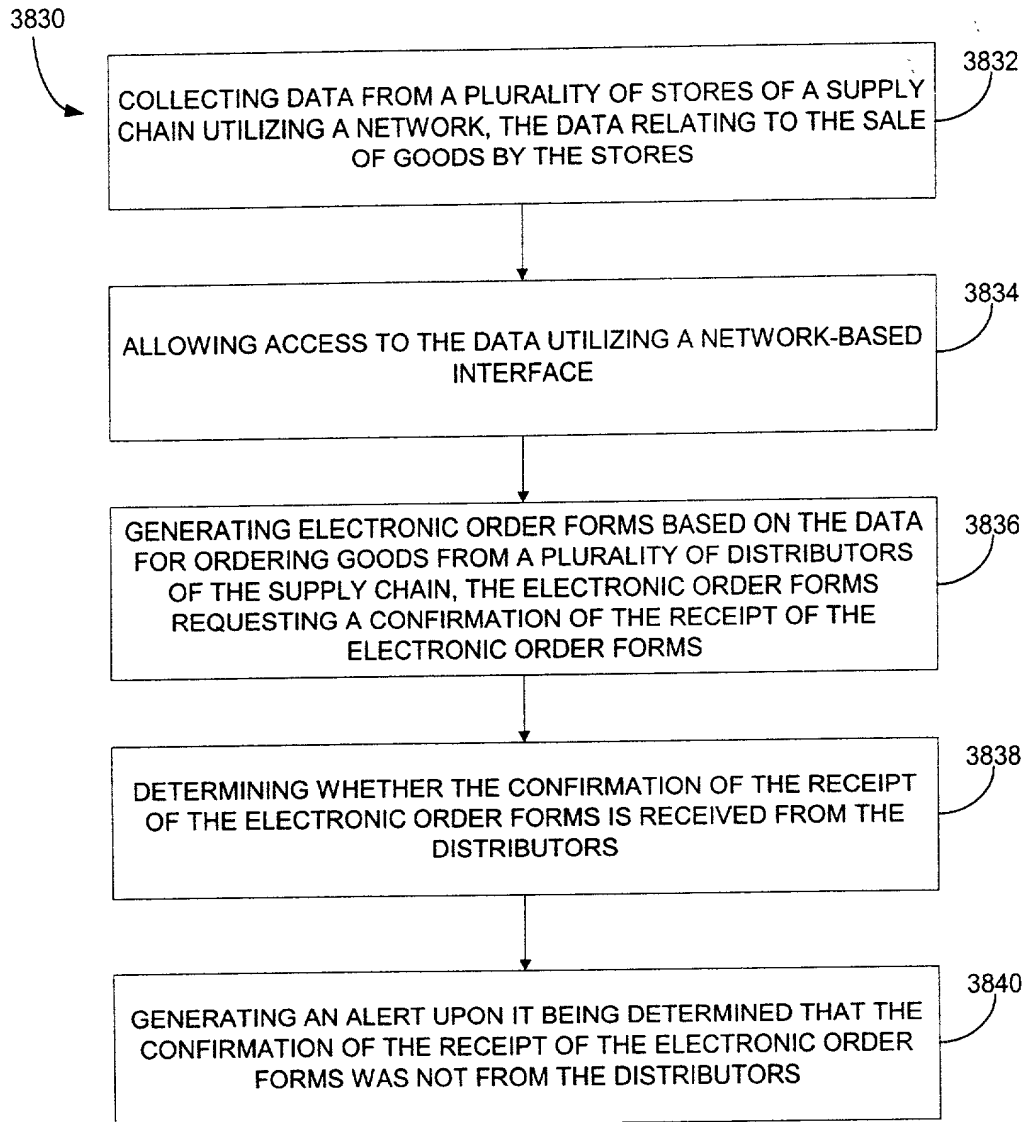 3830
3832
COLLECTING DATA FROM A PLURALITY OF STORES OF A SUPPLY
CHAIN UTILIZING A NETWORK, THE DATA RELATING TO THE SALE
OF GOODS BY THE STORES
3834
ALLOWING ACCESS TO THE DATA UTILIZING A NETWORK-BASED
INTERFACE
3836
GENERATING ELECTRONIC ORDER FORMS BASED ON THE DATA
FOR ORDERING GOODS FROM A PLURALITY OF DISTRIBUTORS
OF THE SUPPLY CHAIN, THE ELECTRONIC ORDER FORMS
REQUESTING A CONFIRMATION OF THE RECEIPT OF THE
ELECTRONIC ORDER FORMS
3838
DETERMINING WHETHER THE CONFIRMATION OF THE RECEIPT
OF THE ELECTRONIC ORDER FORMS IS RECEIVED FROM THE
DISTRIBUTORS
3840
GENERATING AN ALERT UPON IT BEING DETERMINED THAT THE
CONFIRMATION OF THE RECEIPT OF THE ELECTRONIC ORDER
FORMS WAS NOT FROM THE DISTRIBUTORS